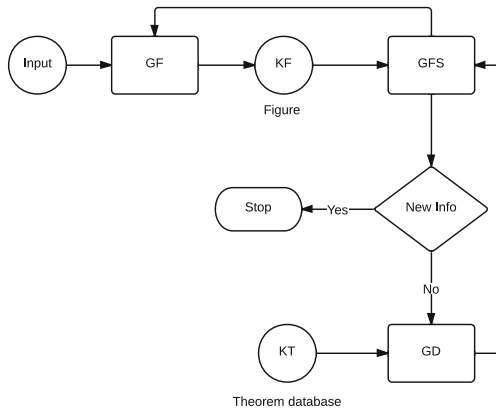 Input
GF
KF
GFS
Figure
New Info
Stop
Yes
No
KT
GD
Theorem database